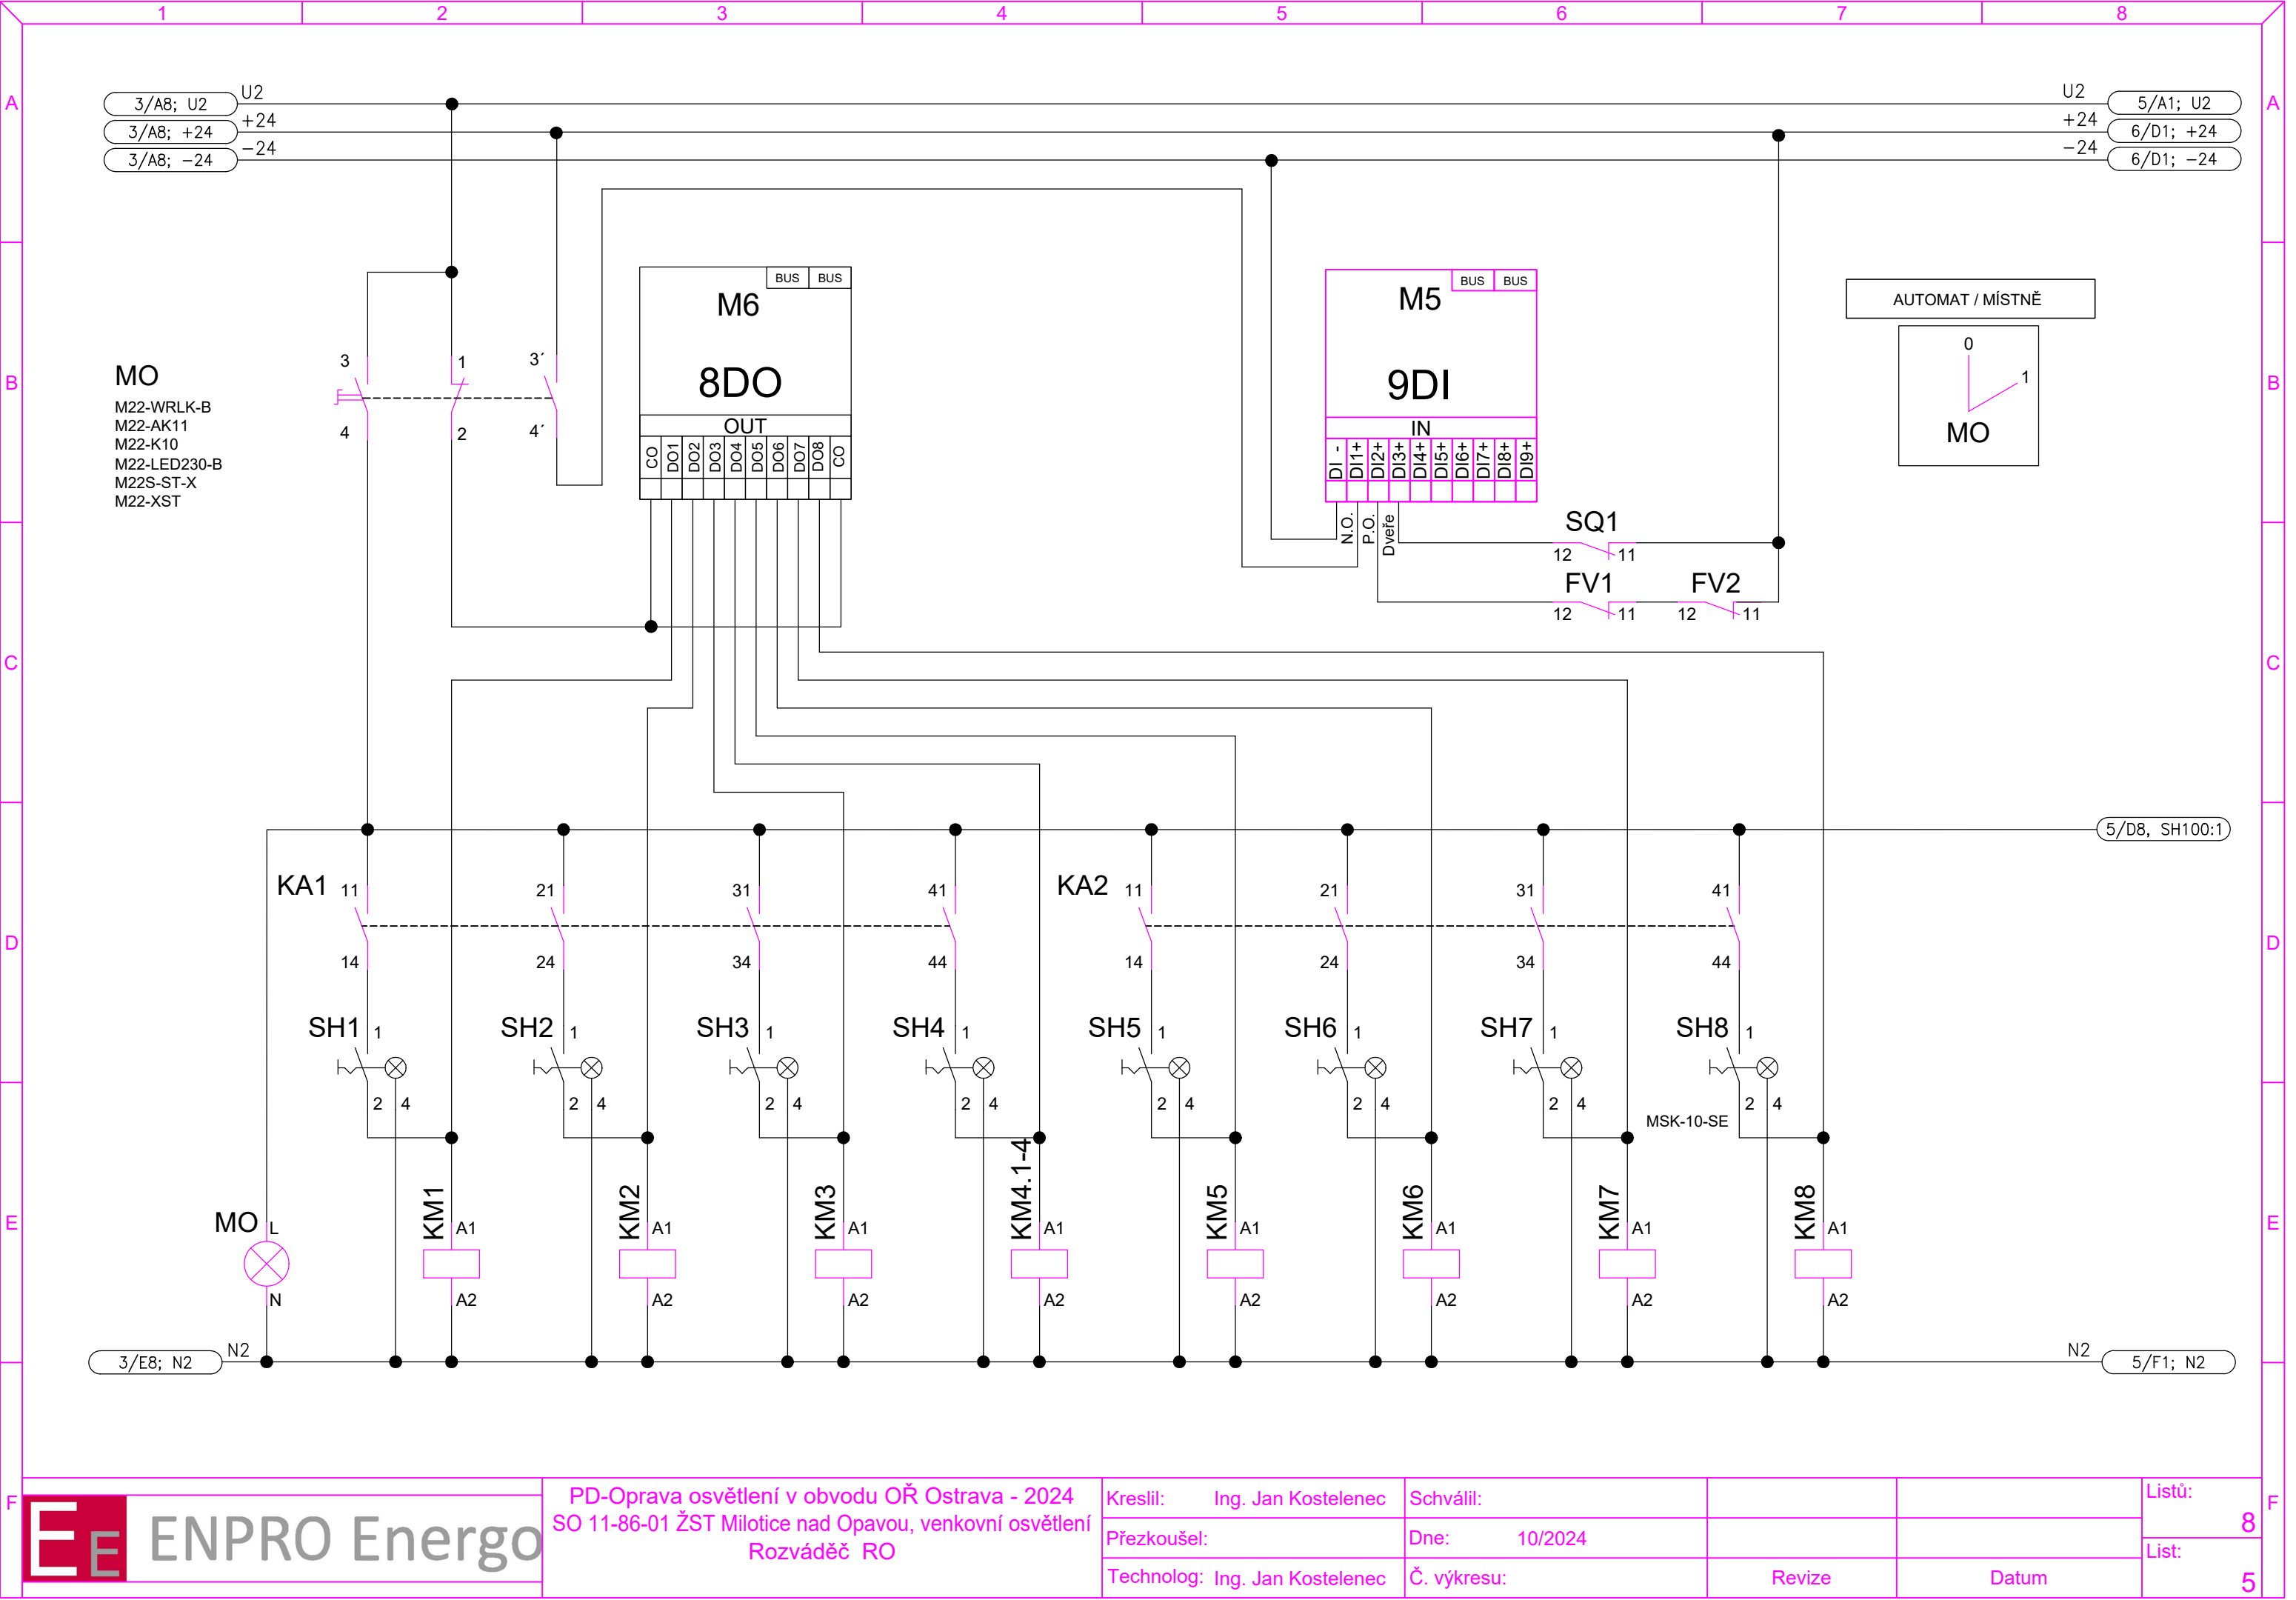 1 2 3 4 5 6 7 8
A A
3/A8; U2 U2 U2 5/A1; U2
3/A8; +24 +24 +24 6/D1; +24
3/A8; −24 −24 −24 6/D1; −24
BUS BUS
M6
8DO
OUT
CO DO1 DO2 DO3 DO4 DO5 DO6 DO7 DO8 CO
BUS BUS
M5
9DI
IN
DI - DI1+ DI2+ DI3+ DI4+ DI5+ DI6+ DI7+ DI8+ DI9+
N.O. P.O. Dveře
AUTOMAT / MÍSTNĚ
0
1
MO
B B
MO
M22-WRLK-B
M22-AK11
M22-K10
M22-LED230-B
M22S-ST-X
M22-XST
3 1 3´
4 2 4´
SQ1
12 11
FV1 FV2
12 11 12 11
C C
5/D8, SH100:1
KA1 11 21 31 41 KA2 11 21 31 41
D D
14 24 34 44 14 24 34 44
SH1 1 SH2 1 SH3 1 SH4 1 SH5 1 SH6 1 SH7 1 SH8 1
2 4 2 4 2 4 2 4 2 4 2 4 2 4 2 4
MSK-10-SE
KM1 KM2 KM3 KM4.1-4 KM5 KM6 KM7 KM8
E E
MO L A1 A1 A1 A1 A1 A1 A1 A1
N A2 A2 A2 A2 A2 A2 A2 A2
3/E8; N2 N2 N2 5/F1; N2
F F
EE ENPRO Energo
PD-Oprava osvětlení v obvodu OŘ Ostrava - 2024
SO 11-86-01 ŽST Milotice nad Opavou, venkovní osvětlení
Rozváděč RO
Kreslil: Ing. Jan Kostelenec Schválil:
Přezkoušel: Dne: 10/2024
Technolog: Ing. Jan Kostelenec Č. výkresu: Revize Datum
Listů:
8
List:
5